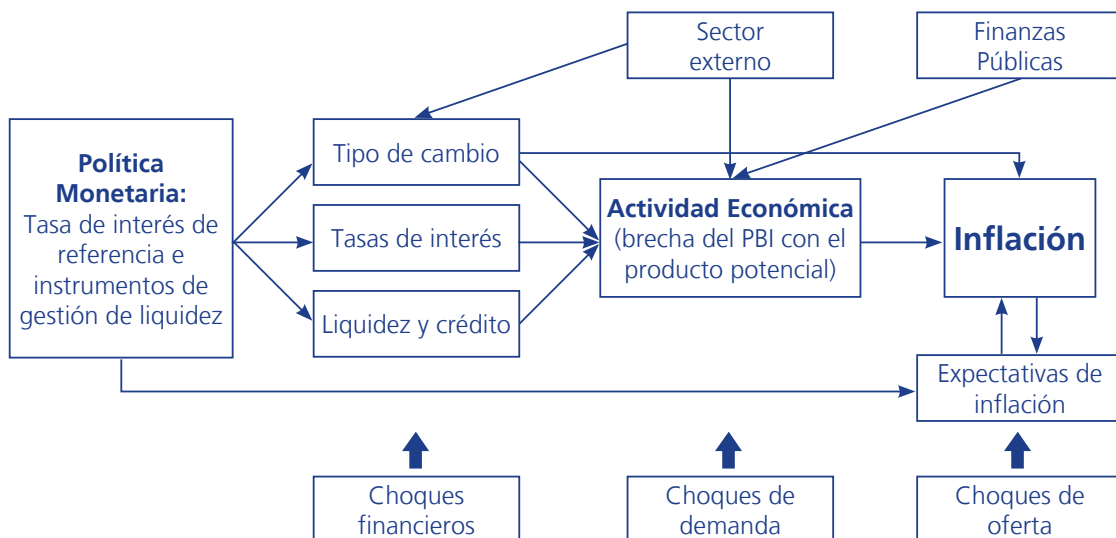 Sector
externo
Finanzas
Públicas
Política
Monetaria:
Tasa de interés de
referencia e
instrumentos de
gestión de liquidez
Tipo de cambio
Tasas de interés
Liquidez y crédito
Actividad Económica
(brecha del PBI con el
producto potencial)
Inflación
Expectativas de
inflación
Choques
financieros
Choques de
demanda
Choques de
oferta